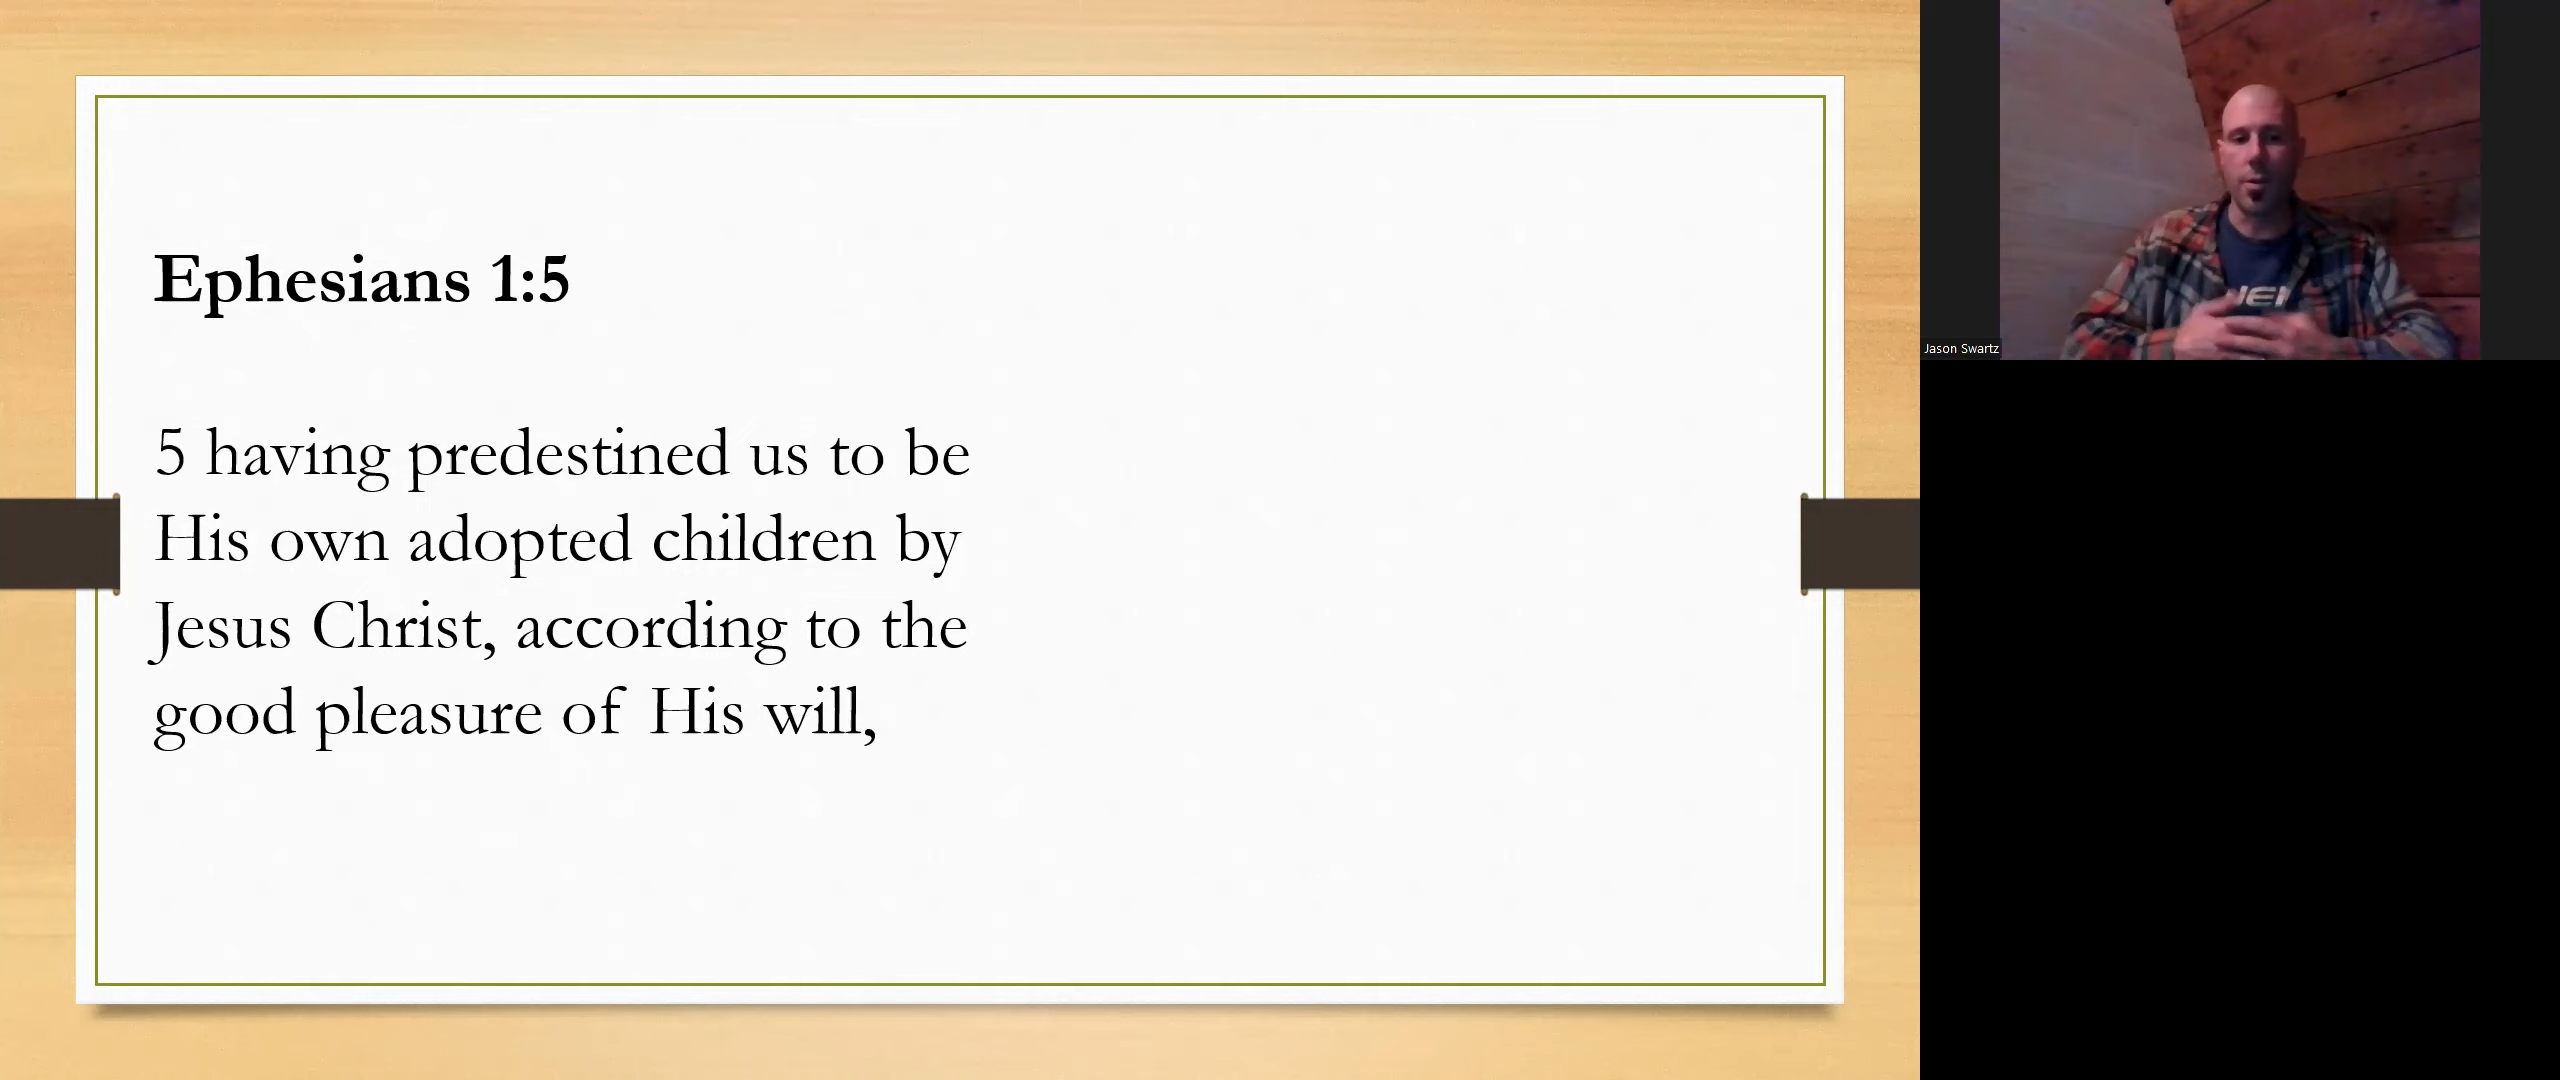 Ephesians 1:5
5 having predestined us to be
His own adopted children by
Jesus Christ, according to the
good pleasure of His will,
Jason Swartz